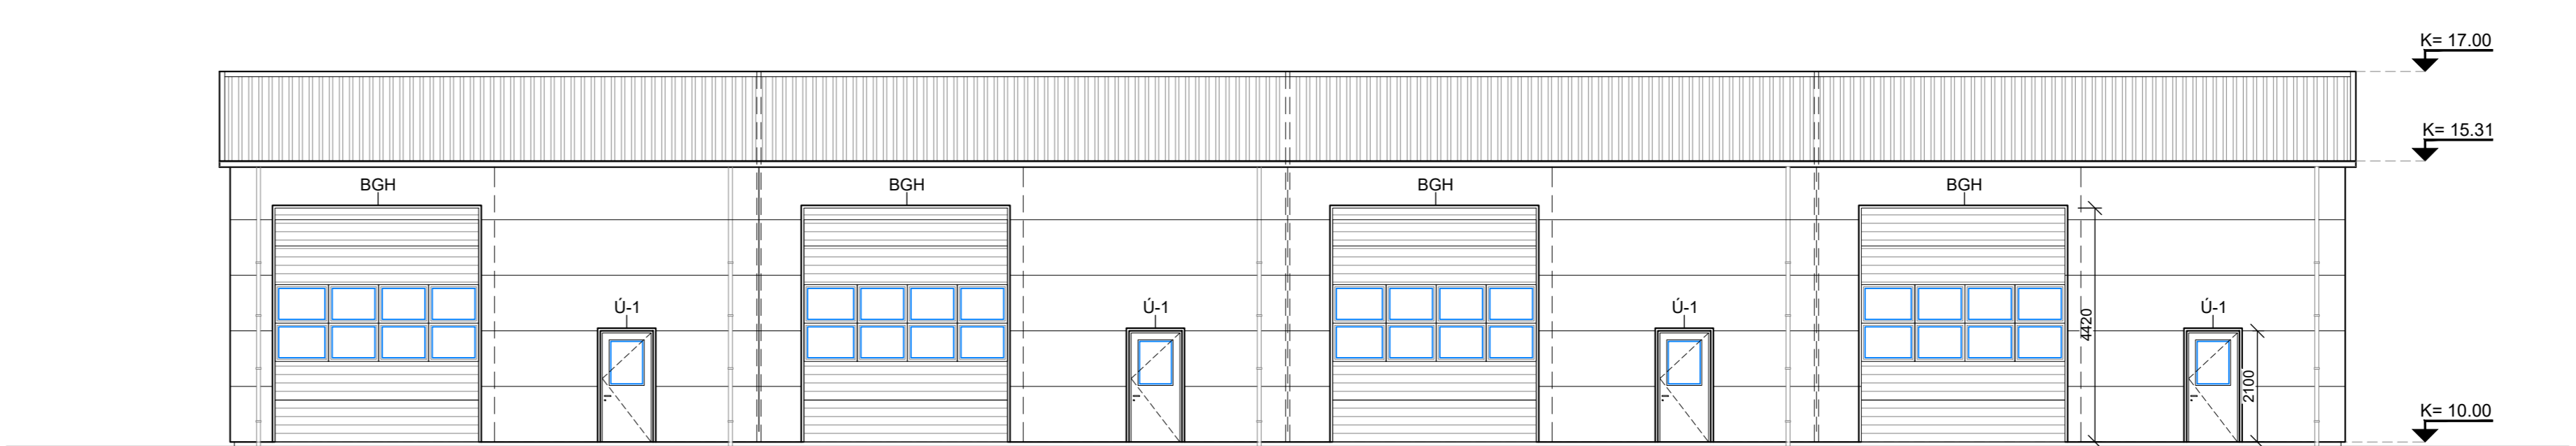 K= 17.00
K= 15.31
BGH
BGH
BGH
BGH
Ú-1
Ú-1
Ú-1
Ú-1
4420
2100
K= 10.00